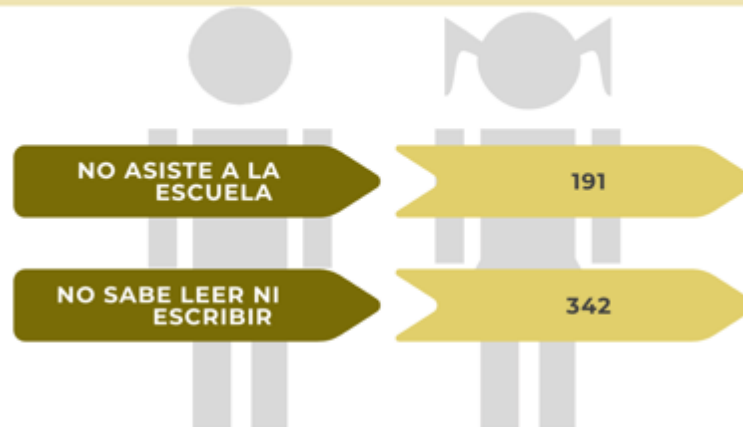 NO ASISTE A LA
ESCUELA
191
NO SABE LEER NI
ESCRIBIR
342